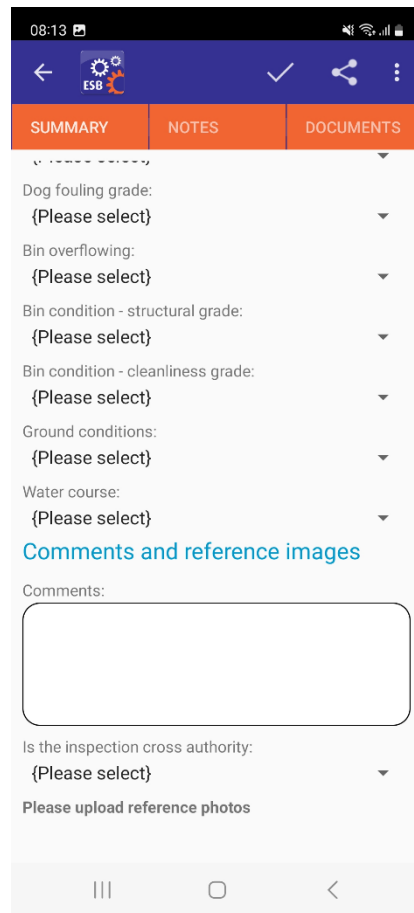 08:13
ESB
SUMMARY NOTES DOCUMENTS
Dog fouling grade:
{Please select}
Bin overflowing:
{Please select}
Bin condition - structural grade:
{Please select}
Bin condition - cleanliness grade:
{Please select}
Ground conditions:
{Please select}
Water course:
{Please select}
Comments and reference images
Comments:
Is the inspection cross authority:
{Please select}
Please upload reference photos